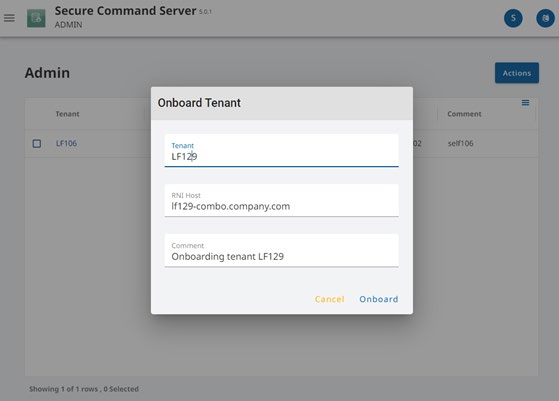 Secure Command Server 5.0.1
ADMIN
S
Admin
Actions
Tenant
Comment
LF106
02
self106
Onboard Tenant
Tenant
LF129
RNI Host
lf129-combo.company.com
Comment
Onboarding tenant LF129
Cancel
Onboard
Showing 1 of 1 rows , 0 Selected